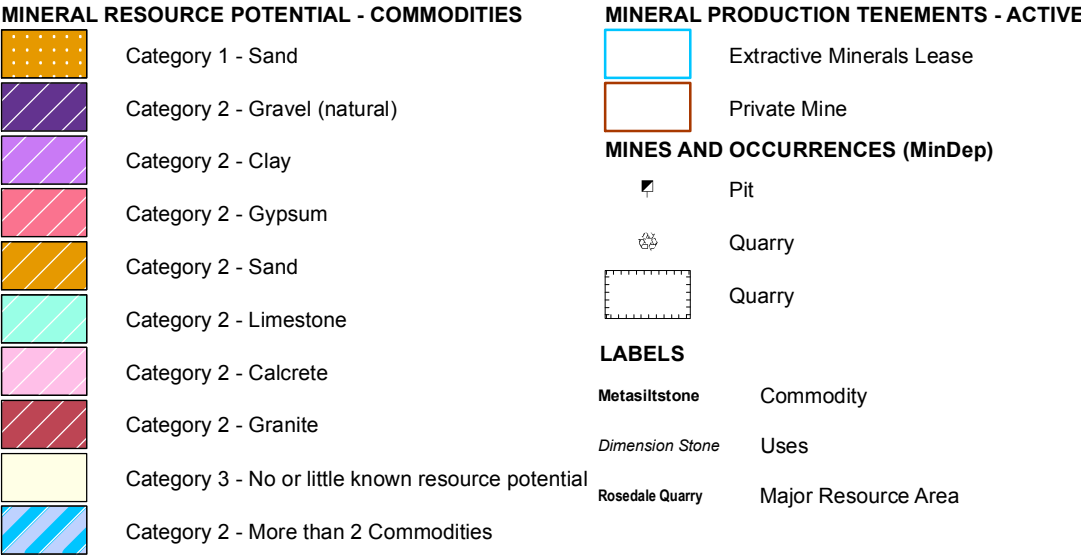 MINERAL RESOURCE POTENTIAL - COMMODITIES
Category 1 - Sand
Category 2 - Gravel (natural)
Category 2 - Clay
Category 2 - Gypsum
Category 2 - Sand
Category 2 - Limestone
Category 2 - Calcrete
Category 2 - Granite
Category 3 - No or little known resource potential
Category 2 - More than 2 Commodities
MINERAL PRODUCTION TENEMENTS - ACTIVE
Extractive Minerals Lease
Private Mine
MINES AND OCCURRENCES (MinDep)
Pit
Quarry
Quarry
LABELS
Metasiltstone Commodity
Dimension Stone Uses
Rosedale Quarry Major Resource Area